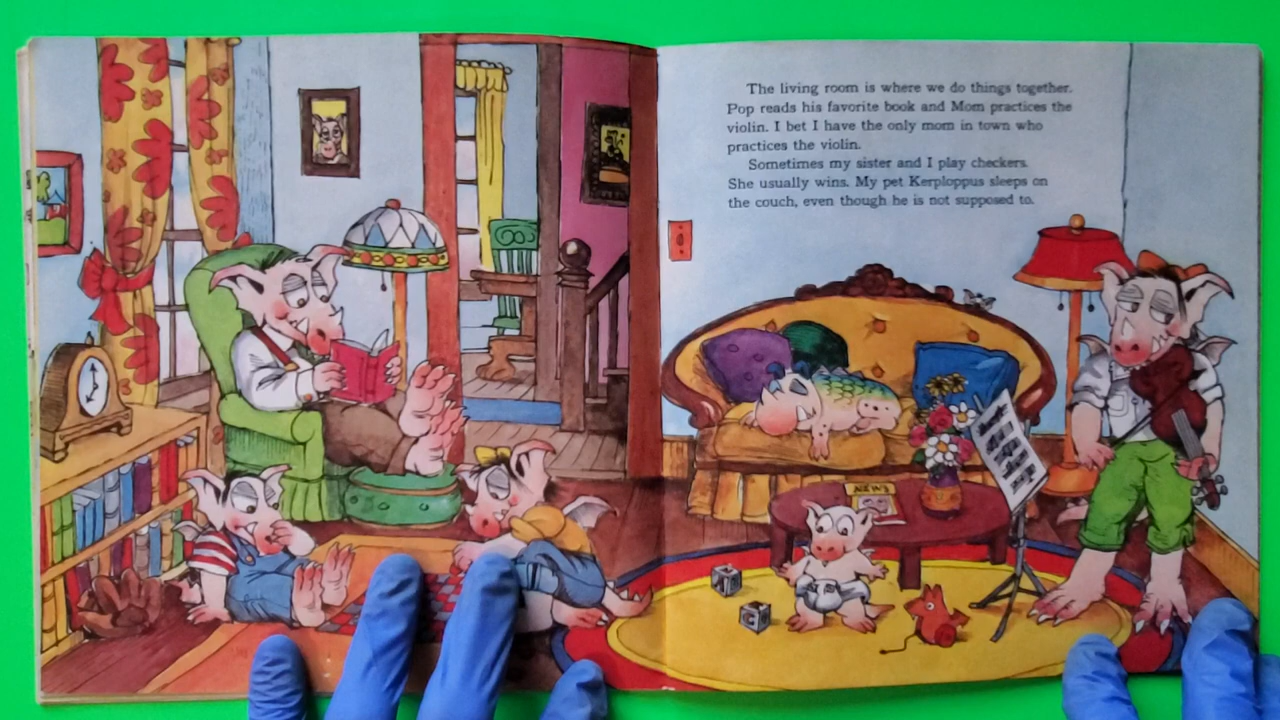 The living room is where we do things together.
Pop reads his favorite book and Mom practices the
violin. I bet I have the only mom in town who
practices the violin.
Sometimes my sister and I play checkers.
She usually wins. My pet Kerploppus sleeps on
the couch, even though he is not supposed to.
NEWS
C